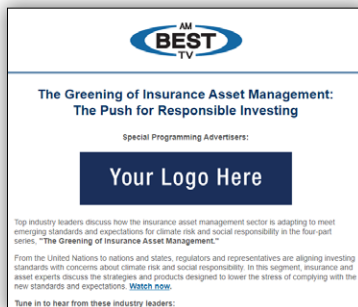 AM
BEST
TV
The Greening of Insurance Asset Management:
The Push for Responsible Investing
Special Programming Advertisers:
Your Logo Here
Top industry leaders discuss how the insurance asset management sector is adapting to meet
emerging standards and expectations for climate risk and social responsibility in the four-part
series, "The Greening of Insurance Asset Management."
From the United Nations to nations and states, regulators and representatives are aligning investing
standards with concerns about climate risk and social responsibility. In this segment, insurance and
asset experts discuss the strategies and products designed to lower the stress of complying with the
new standards and expectations. Watch now.
Tune in to hear from these industry leaders: